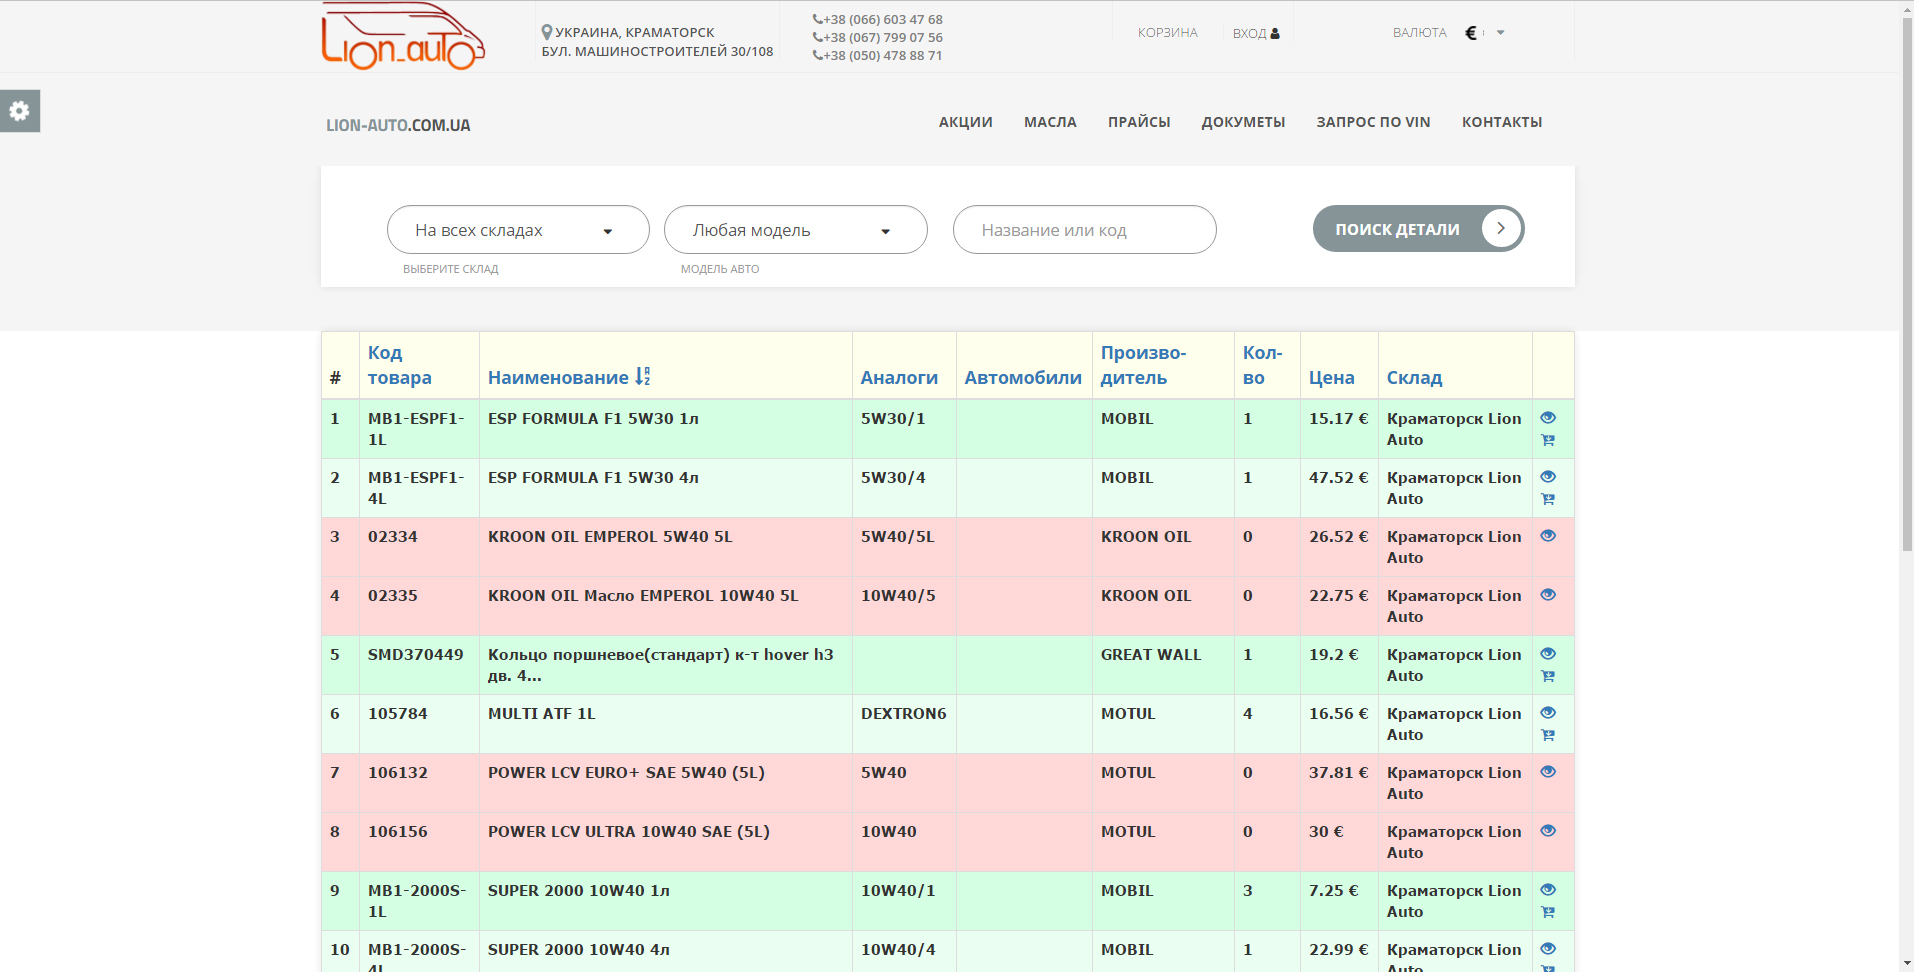 Lion_auto
УКРАИНА, КРАМАТОРСК
БУЛ. МАШИНОСТРОИТЕЛЕЙ 30/108
+38 (066) 603 47 68
+38 (067) 799 07 56
+38 (050) 478 88 71
КОРЗИНА
ВХОД
ВАЛЮТА €
LION-AUTO.COM.UA
АКЦИИ МАСЛА ПРАЙСЫ ДОКУМЕТЫ ЗАПРОС ПО VIN КОНТАКТЫ
На всех складах Любая модель Название или код ПОИСК ДЕТАЛИ
ВЫБЕРИТЕ СКЛАД МОДЕЛЬ АВТО
# Код товара Наименование Аналоги Автомобили Произво-дитель Кол-во Цена Склад
1 MB1-ESPF1-1L ESP FORMULA F1 5W30 1л 5W30/1 MOBIL 1 15.17 € Краматорск Lion Auto
2 MB1-ESPF1-4L ESP FORMULA F1 5W30 4л 5W30/4 MOBIL 1 47.52 € Краматорск Lion Auto
3 02334 KROON OIL EMPEROL 5W40 5L 5W40/5L KROON OIL 0 26.52 € Краматорск Lion Auto
4 02335 KROON OIL Масло EMPEROL 10W40 5L 10W40/5 KROON OIL 0 22.75 € Краматорск Lion Auto
5 SMD370449 Кольцо поршневое(стандарт) к-т hover h3 дв. 4... GREAT WALL 1 19.2 € Краматорск Lion Auto
6 105784 MULTI ATF 1L DEXTRON6 MOTUL 4 16.56 € Краматорск Lion Auto
7 106132 POWER LCV EURO+ SAE 5W40 (5L) 5W40 MOTUL 0 37.81 € Краматорск Lion Auto
8 106156 POWER LCV ULTRA 10W40 SAE (5L) 10W40 MOTUL 0 30 € Краматорск Lion Auto
9 MB1-2000S-1L SUPER 2000 10W40 1л 10W40/1 MOBIL 3 7.25 € Краматорск Lion Auto
10 MB1-2000S-4L SUPER 2000 10W40 4л 10W40/4 MOBIL 1 22.99 € Краматорск Lion Auto